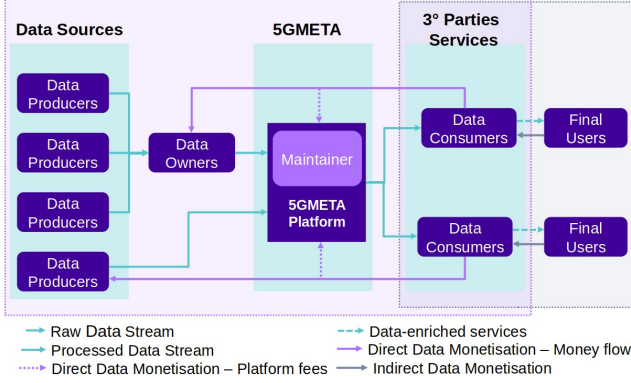 Data Sources
5GMETA
3° Parties
Services
Data
Producers
Data
Producers
Data
Producers
Data
Producers
Data
Owners
Maintainer
5GMETA
Platform
Data
Consumers
Data
Consumers
Final
Users
Final
Users
Raw Data Stream
Processed Data Stream
Direct Data Monetisation – Platform fees
Data-enriched services
Direct Data Monetisation – Money flow
Indirect Data Monetisation